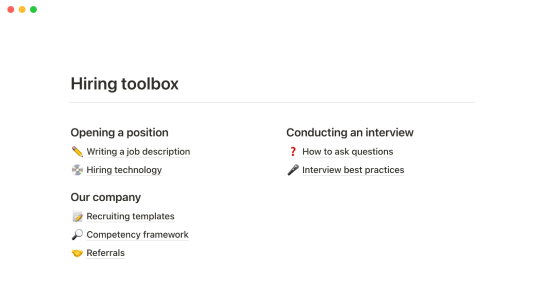 Hiring toolbox
Opening a position
Writing a job description
Hiring technology
Our company
Recruiting templates
Competency framework
Referrals
Conducting an interview
How to ask questions
Interview best practices